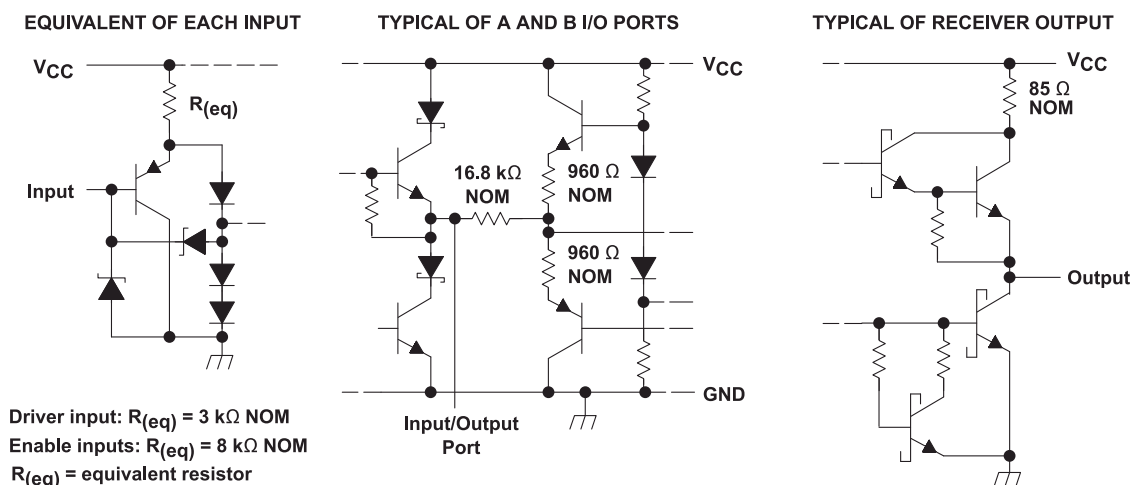 EQUIVALENT OF EACH INPUT
VCC
R(eq)
Input
Driver input: R(eq) = 3 kΩ NOM
Enable inputs: R(eq) = 8 kΩ NOM
R(eq) = equivalent resistor
TYPICAL OF A AND B I/O PORTS
VCC
16.8 kΩ
NOM
960 Ω
NOM
960 Ω
NOM
GND
Input/Output
Port
TYPICAL OF RECEIVER OUTPUT
VCC
85 Ω
NOM
Output